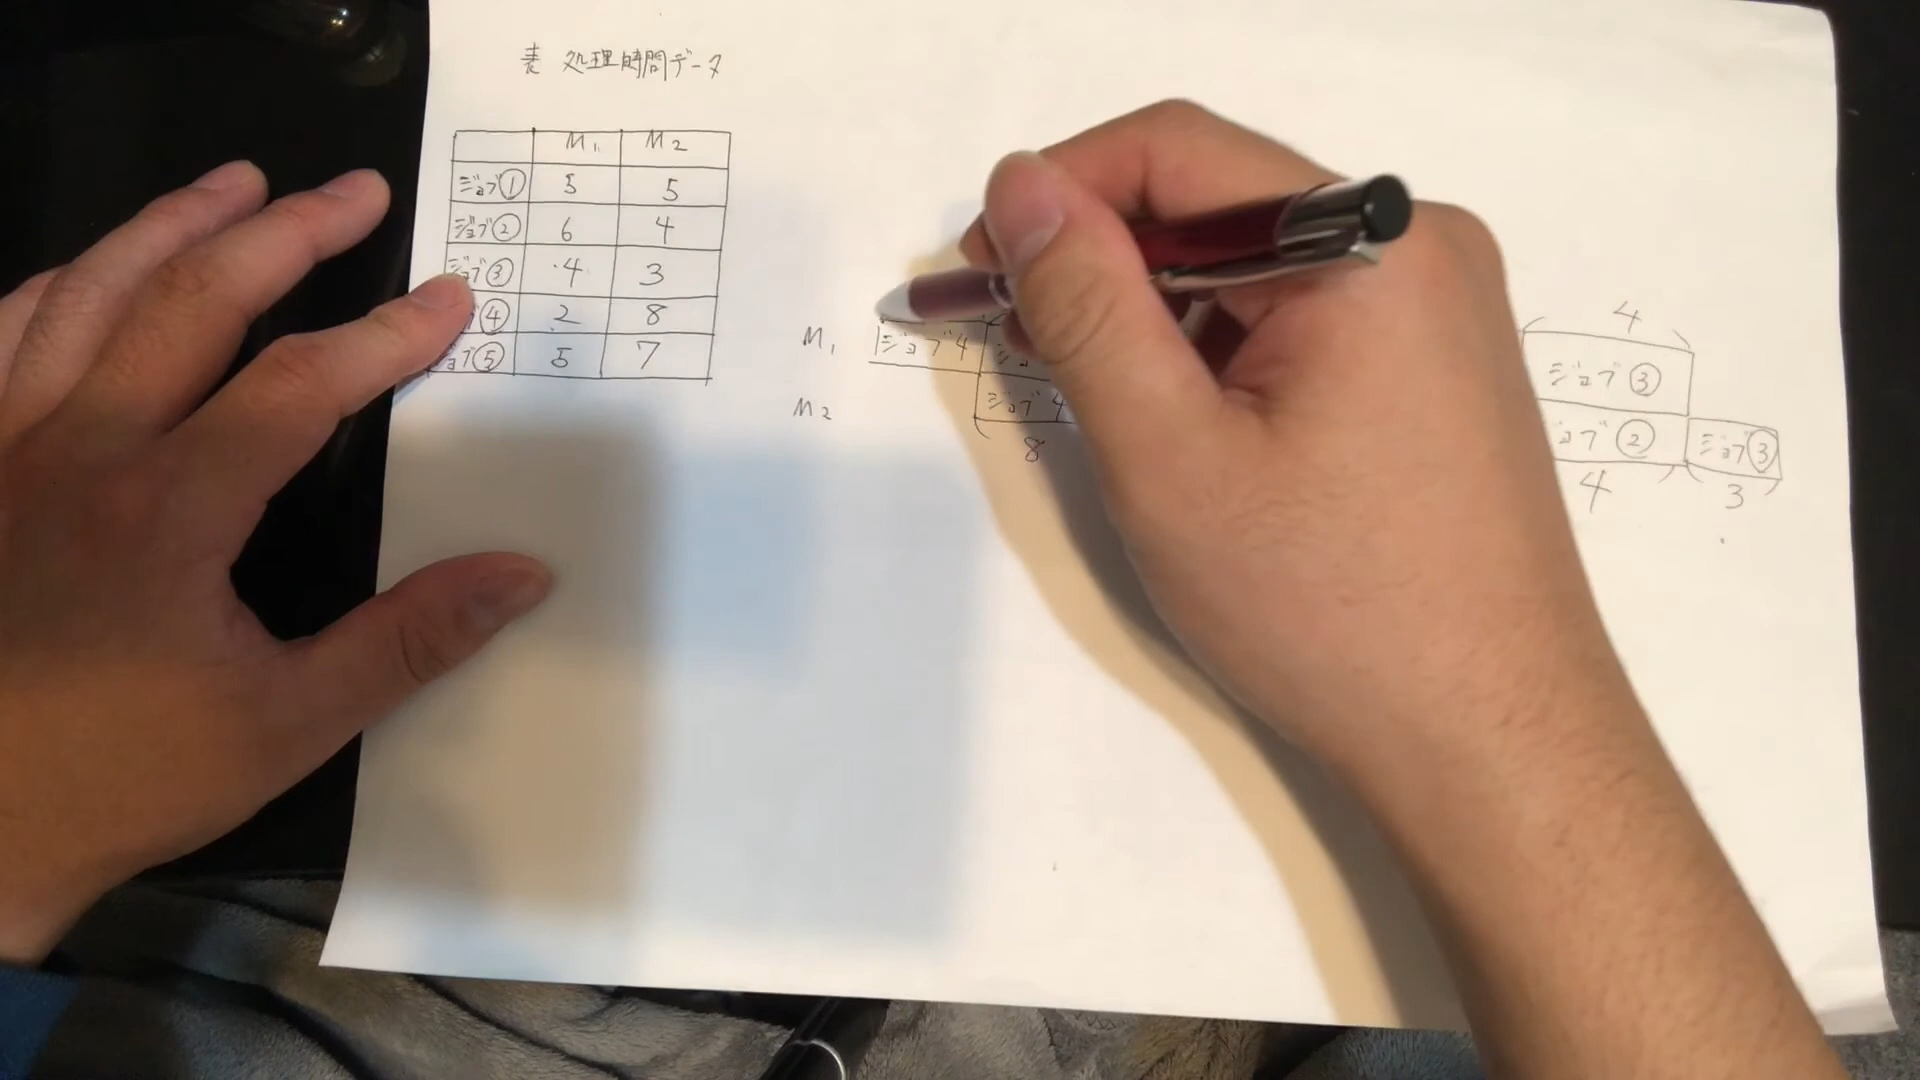 表 処理時間データ
M1 M2
ジョブ① 5 5
ジョブ② 6 4
ジョブ③ 4 3
④ 2 8
ョブ⑤ 5 7
M1 ジョブ4
M2 ジョブ4
8
4
ジョブ③
ョブ② ジョブ③
4 3